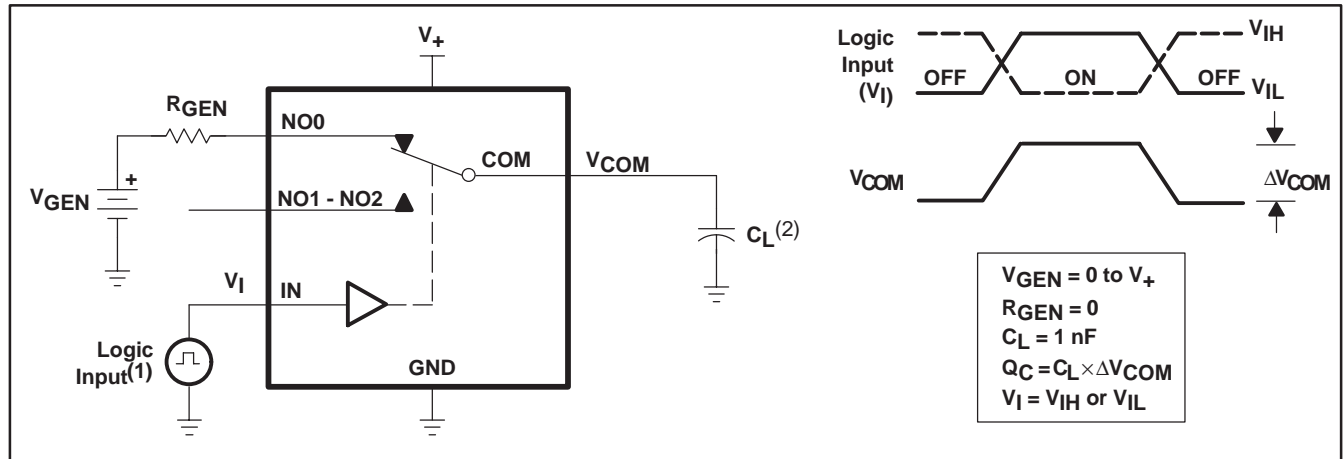 V+
RGEN
NO0
COM
VCOM
VGEN
+
NO1 - NO2
CL(2)
VI
IN
Logic
Input(1)
GND
Logic
Input
(VI)
OFF
ON
OFF
VIH
VIL
VCOM
ΔVCOM
VGEN = 0 to V+
RGEN = 0
CL = 1 nF
QC = CL × ΔVCOM
VI = VIH or VIL